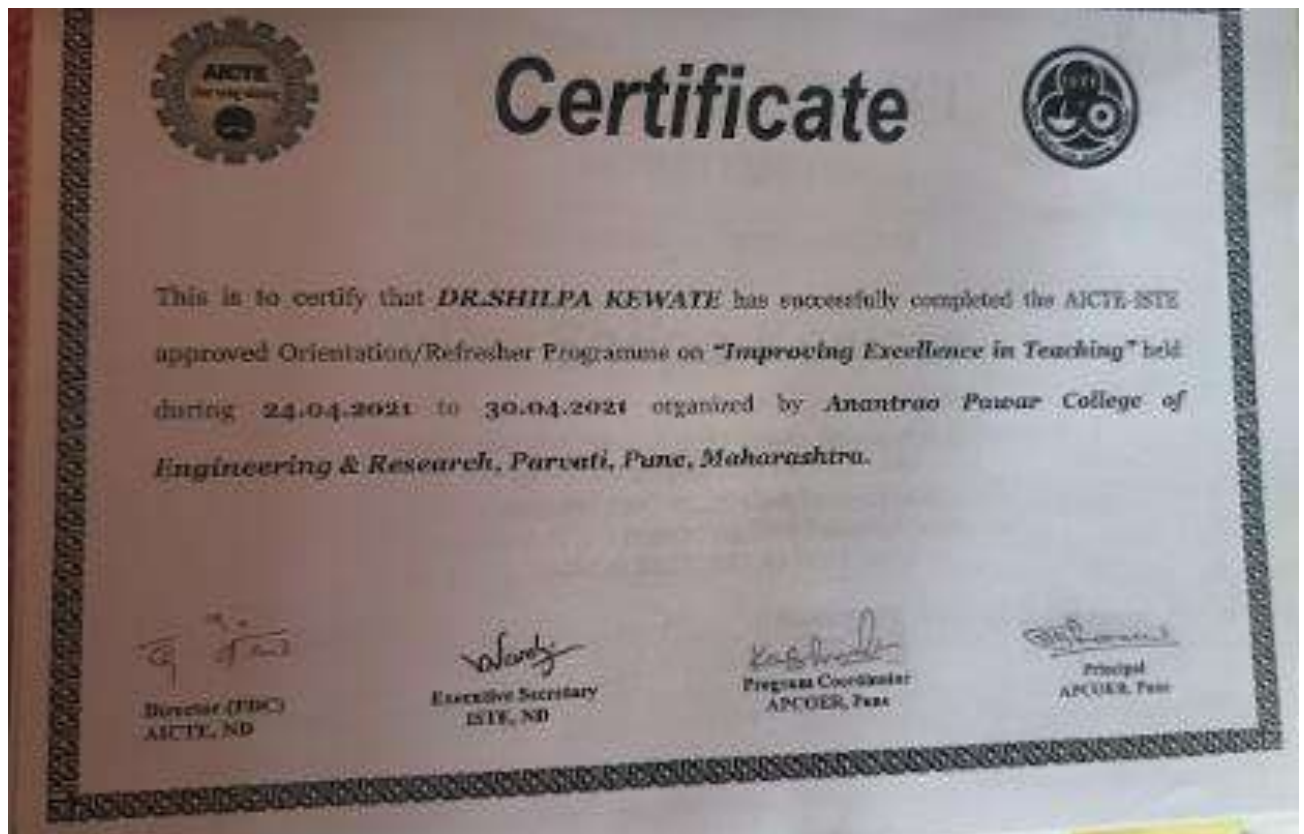 AICTE
Certificate
ISTE
This is to certify that DR.SHILPA KEWATE has successfully completed the AICTE-ISTE
approved Orientation/Refresher Programme on "Improving Excellence in Teaching" held
during 24.04.2021 to 30.04.2021 organized by Anantrao Pawar College of
Engineering & Research, Parvati, Pune, Maharashtra.
Director (FDC)
AICTE, ND
Executive Secretary
ISTE, ND
Program Coordinator
APCOER, Pune
Principal
APCOER, Pune